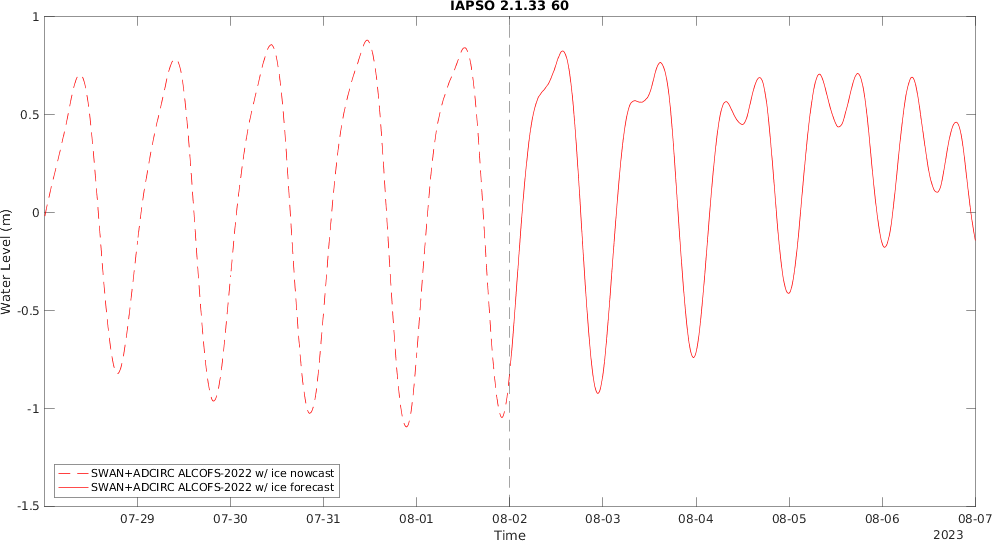 IAPSO 2.1.33 60
1
0.5
0
-0.5
-1
-1.5
Water Level (m)
SWAN+ADCIRC ALCOFS-2022 w/ ice nowcast
SWAN+ADCIRC ALCOFS-2022 w/ ice forecast
07-29 07-30 07-31 08-01 08-02 08-03 08-04 08-05 08-06 08-07
Time
2023